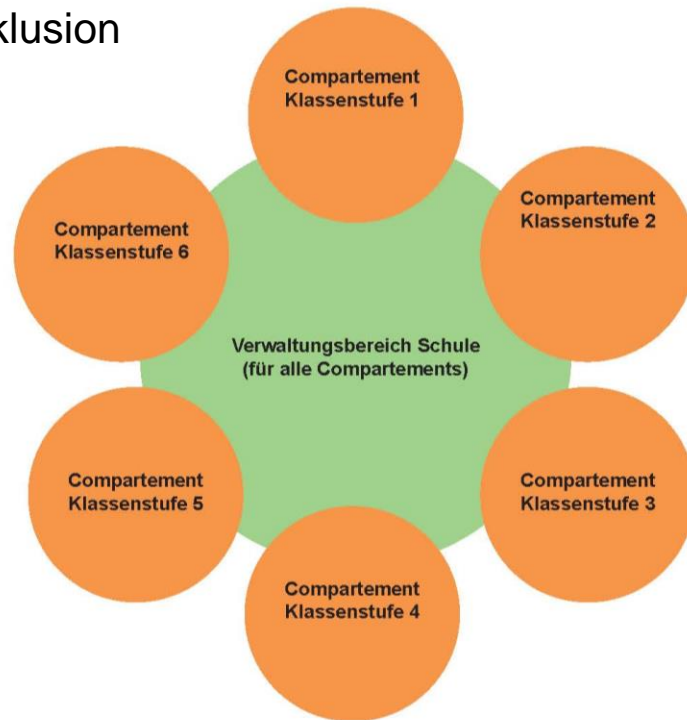 klusion
Compartement
Klassenstufe 1
Compartement
Klassenstufe 2
Compartement
Klassenstufe 6
Verwaltungsbereich Schule
(für alle Compartements)
Compartement
Klassenstufe 5
Compartement
Klassenstufe 3
Compartement
Klassenstufe 4